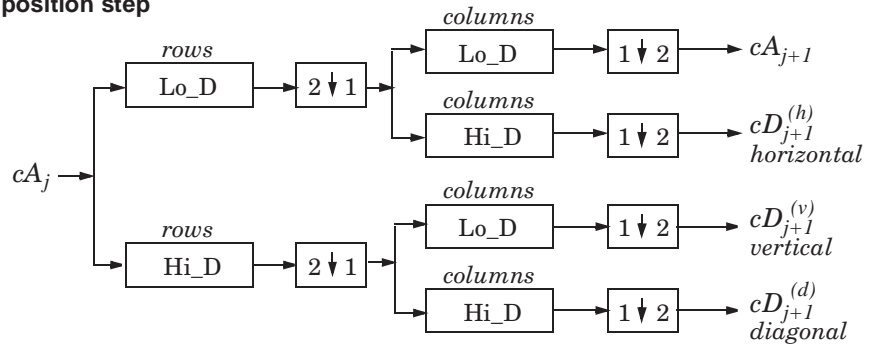 position step
columns
rows
Lo_D
1 ↓ 2
cA_{j+1}
Lo_D
2 ↓ 1
columns
Hi_D
1 ↓ 2
cD_{j+1}^{(h)}
horizontal
cA_j
columns
rows
Lo_D
1 ↓ 2
cD_{j+1}^{(v)}
vertical
Hi_D
2 ↓ 1
columns
Hi_D
1 ↓ 2
cD_{j+1}^{(d)}
diagonal